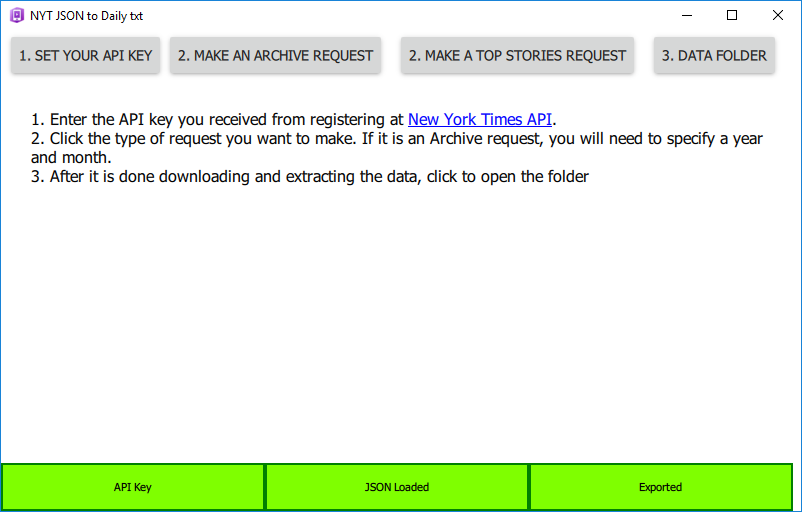 NYT JSON to Daily txt
1. SET YOUR API KEY 2. MAKE AN ARCHIVE REQUEST 2. MAKE A TOP STORIES REQUEST 3. DATA FOLDER
1. Enter the API key you received from registering at New York Times API.
2. Click the type of request you want to make. If it is an Archive request, you will need to specify a year
and month.
3. After it is done downloading and extracting the data, click to open the folder
API Key JSON Loaded Exported